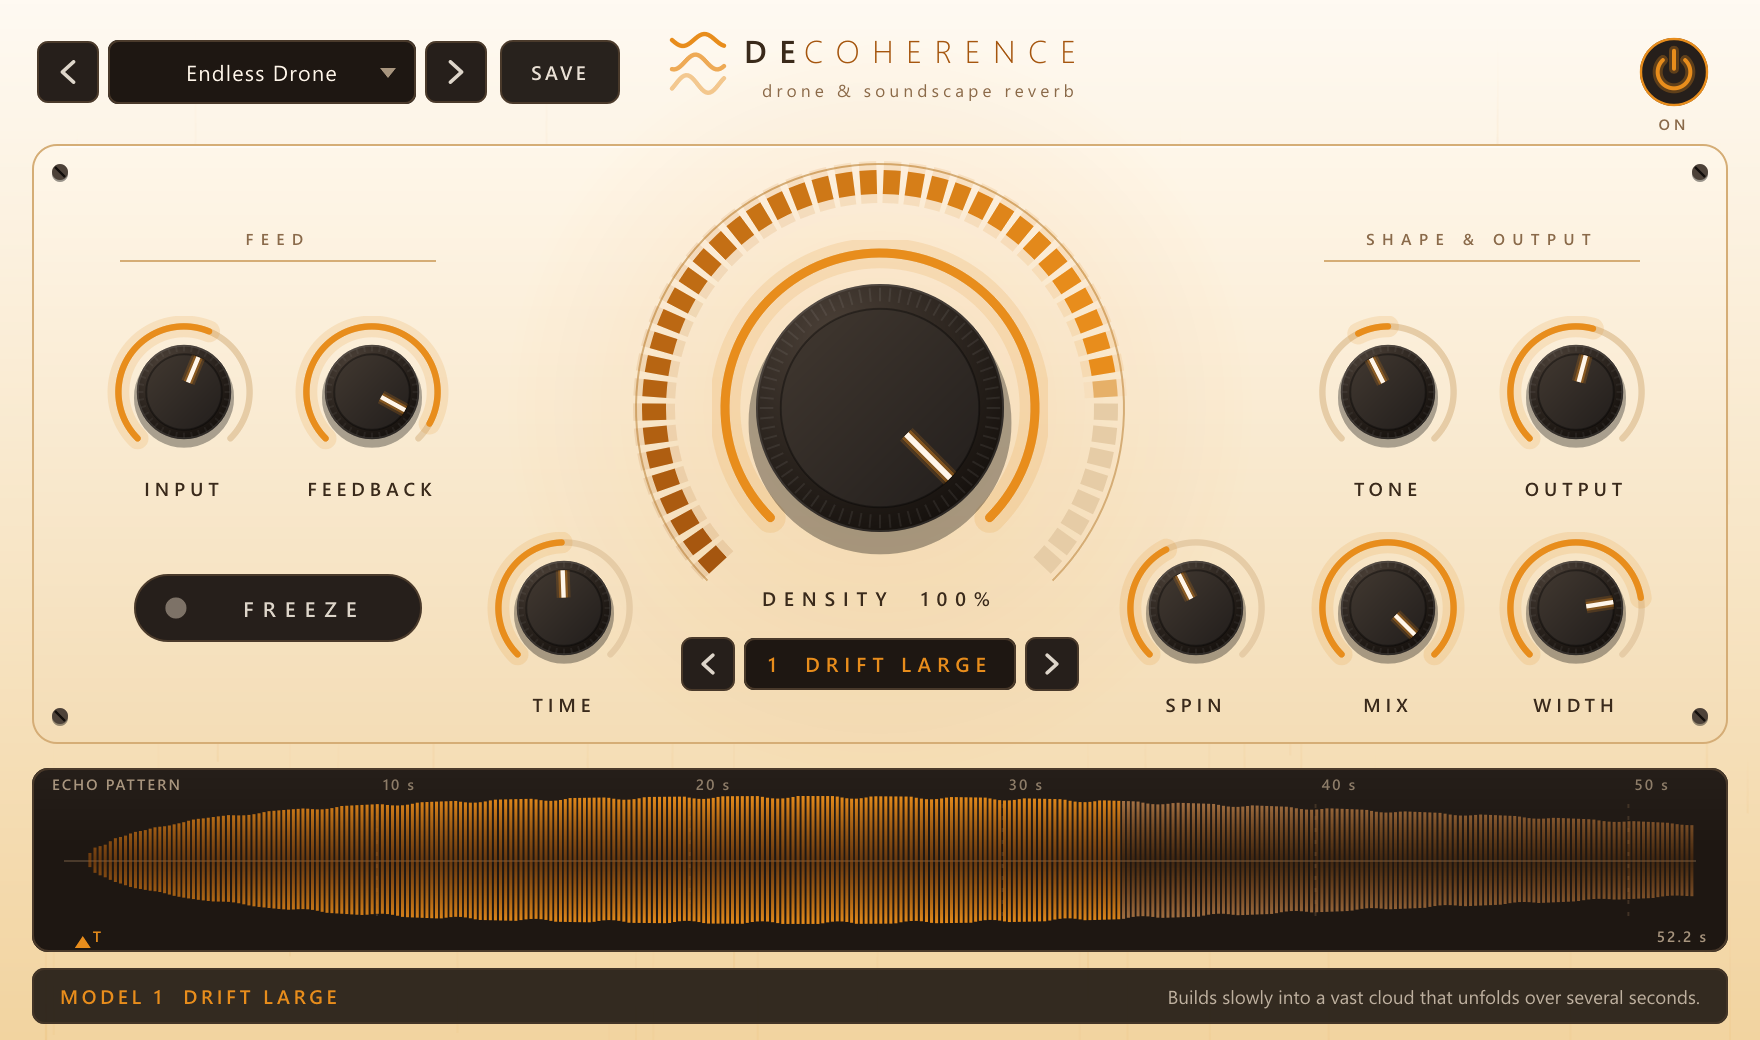 Endless Drone
SAVE
DECOHERENCE
drone & soundscape reverb
ON
FEED
SHAPE & OUTPUT
INPUT
FEEDBACK
TONE
OUTPUT
FREEZE
DENSITY 100%
1 DRIFT LARGE
TIME
SPIN
MIX
WIDTH
ECHO PATTERN
10 s
20 s
30 s
40 s
50 s
T
52.2 s
MODEL 1 DRIFT LARGE
Builds slowly into a vast cloud that unfolds over several seconds.